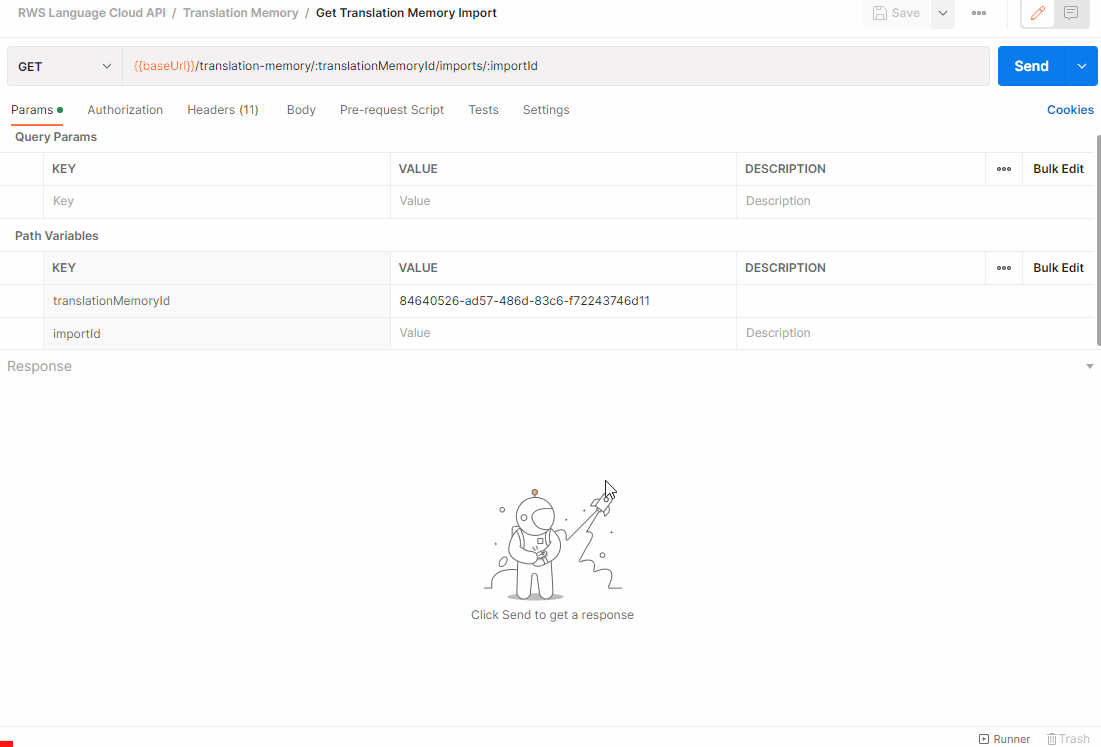 RWS Language Cloud API / Translation Memory / Get Translation Memory Import Save
GET {{baseUrl}}/translation-memory/:translationMemoryId/imports/:importId Send
Params Authorization Headers (11) Body Pre-request Script Tests Settings Cookies
Query Params
KEY VALUE DESCRIPTION Bulk Edit
Key Value Description
Path Variables
KEY VALUE DESCRIPTION Bulk Edit
translationMemoryId 84640526-ad57-486d-83c6-f72243746d11
importId Value Description
Response
Click Send to get a response
Runner Trash